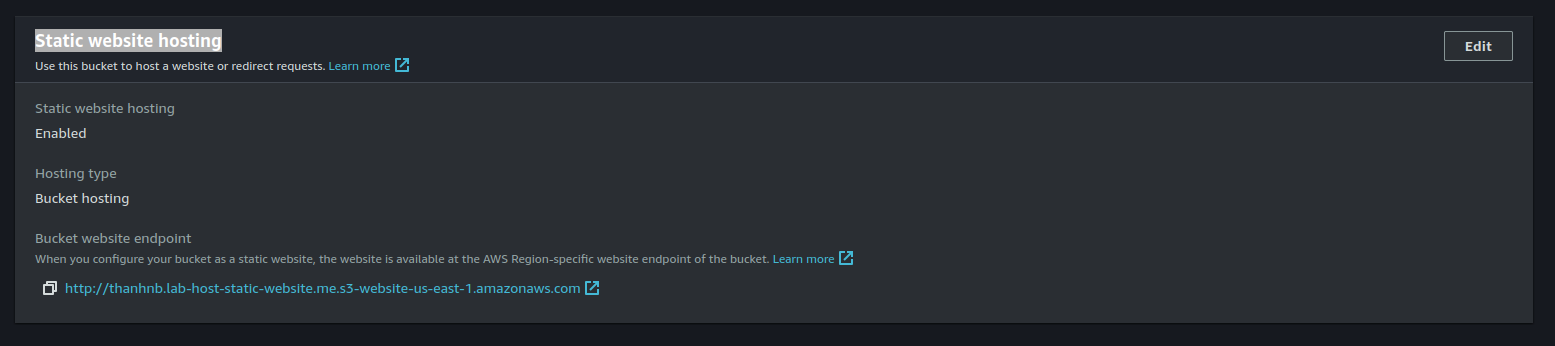 Static website hosting
Edit
Use this bucket to host a website or redirect requests. Learn more
Static website hosting
Enabled
Hosting type
Bucket hosting
Bucket website endpoint
When you configure your bucket as a static website, the website is available at the AWS Region-specific website endpoint of the bucket. Learn more
http://thanhnb.lab-host-static-website.me.s3-website-us-east-1.amazonaws.com